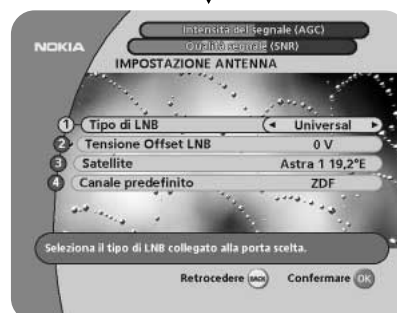 Intensità del segnale (AGC)
NOKIA
Qualità segnale (SNR)
IMPOSTAZIONE ANTENNA
1 Tipo di LNB Universal
2 Tensione Offset LNB 0 V
3 Satellite Astra 1 19,2°E
4 Canale predefinito ZDF
Seleziona il tipo di LNB collegato alla porta scelta.
Retrocedere BACK Confermare OK